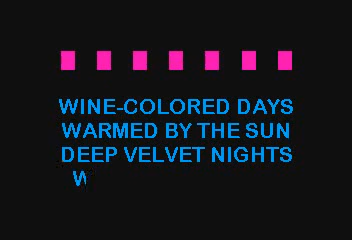 WINE-COLORED DAYS
WARMED BY THE SUN
DEEP VELVET NIGHTS
W